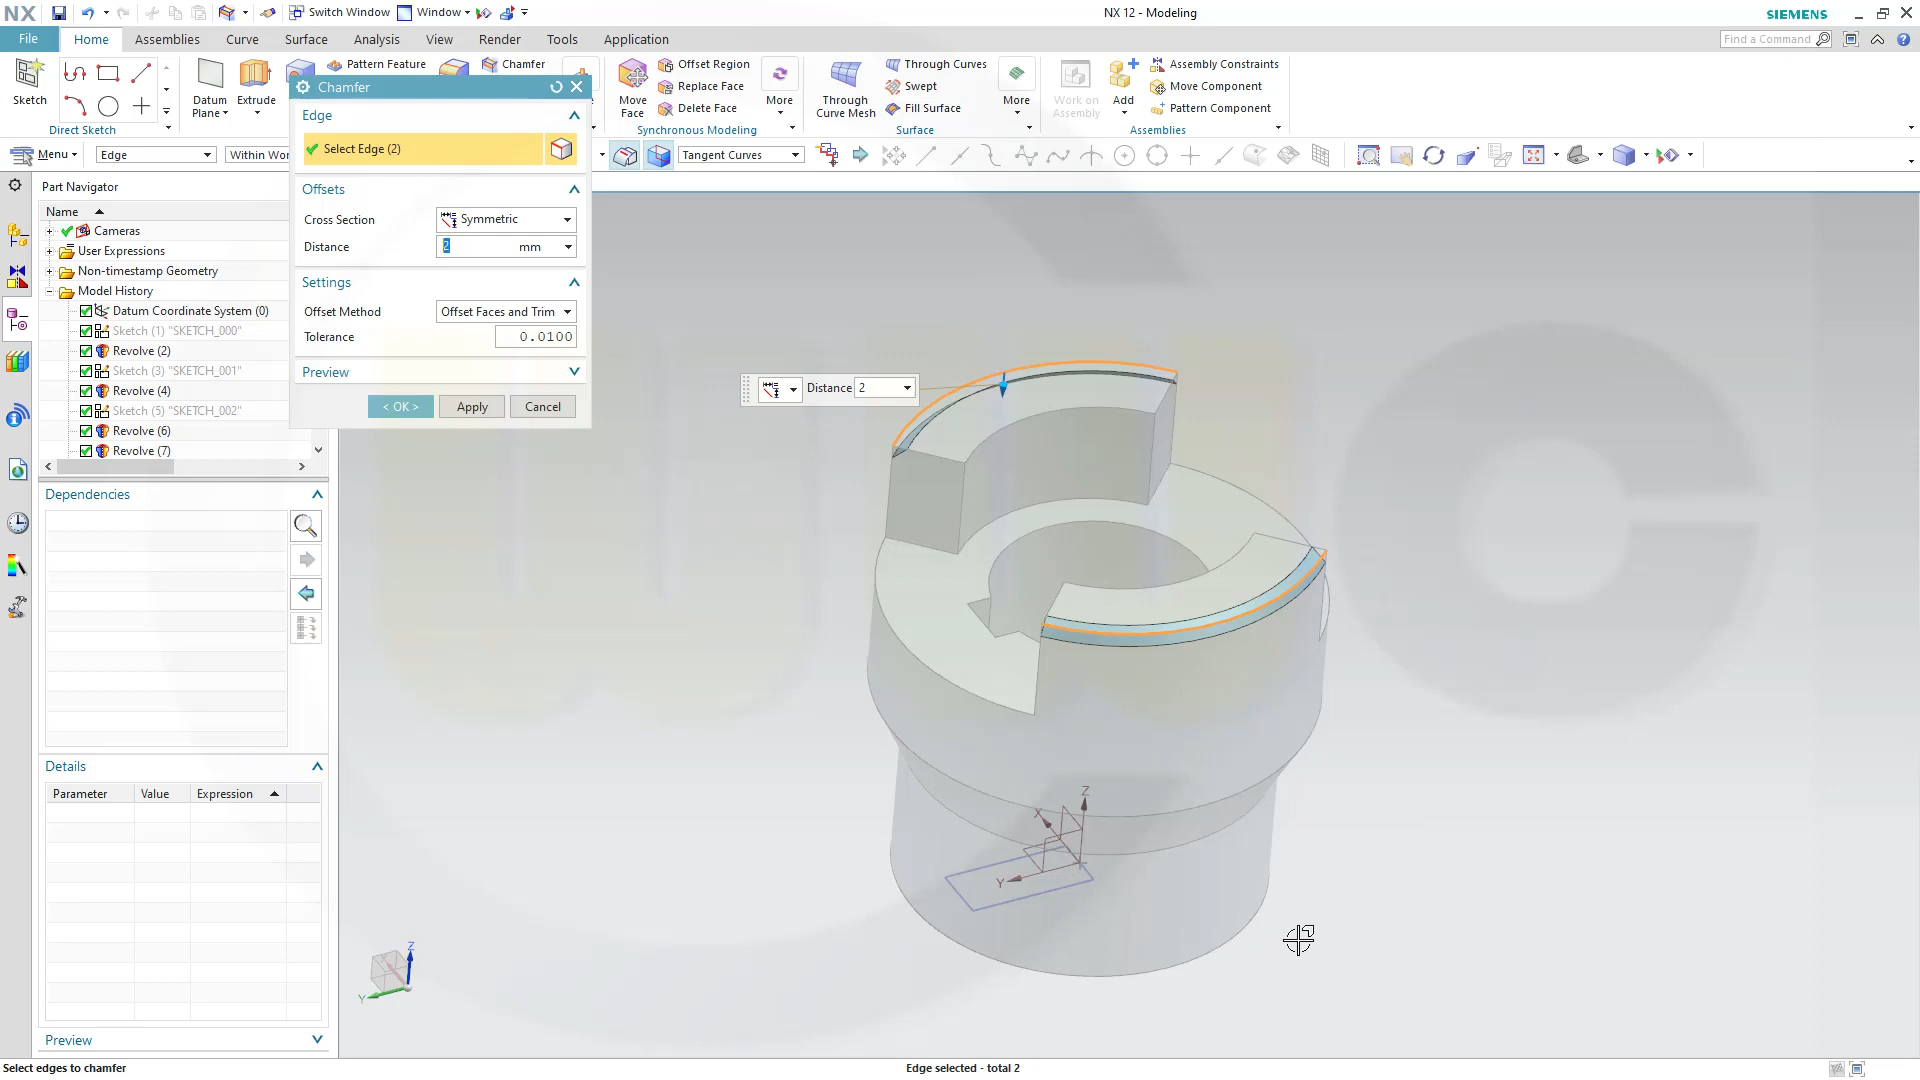 NX
Switch Window
Window
NX 12 - Modeling
SIEMENS
File
Home
Assemblies
Curve
Surface
Analysis
View
Render
Tools
Application
Find a Command
Sketch
Direct Sketch
Datum
Plane
Extrude
Pattern Feature
Chamfer
Move
Face
Offset Region
Replace Face
Delete Face
More
Synchronous Modeling
Through
Curve Mesh
Through Curves
Swept
Fill Surface
More
Surface
Work on
Assembly
Add
Assembly Constraints
Move Component
Pattern Component
Assemblies
Menu
Edge
Within Wor
Tangent Curves
Chamfer
Edge
Select Edge (2)
Offsets
Cross Section
Symmetric
Distance
2
mm
Settings
Offset Method
Offset Faces and Trim
Tolerance
0.0100
Preview
< OK >
Apply
Cancel
Part Navigator
Name
Cameras
User Expressions
Non-timestamp Geometry
Model History
Datum Coordinate System (0)
Sketch (1) "SKETCH_000"
Revolve (2)
Sketch (3) "SKETCH_001"
Revolve (4)
Sketch (5) "SKETCH_002"
Revolve (6)
Revolve (7)
Dependencies
Details
Parameter
Value
Expression
Preview
Distance 2
Z
X
Y
Z
Y
Select edges to chamfer
Edge selected - total 2